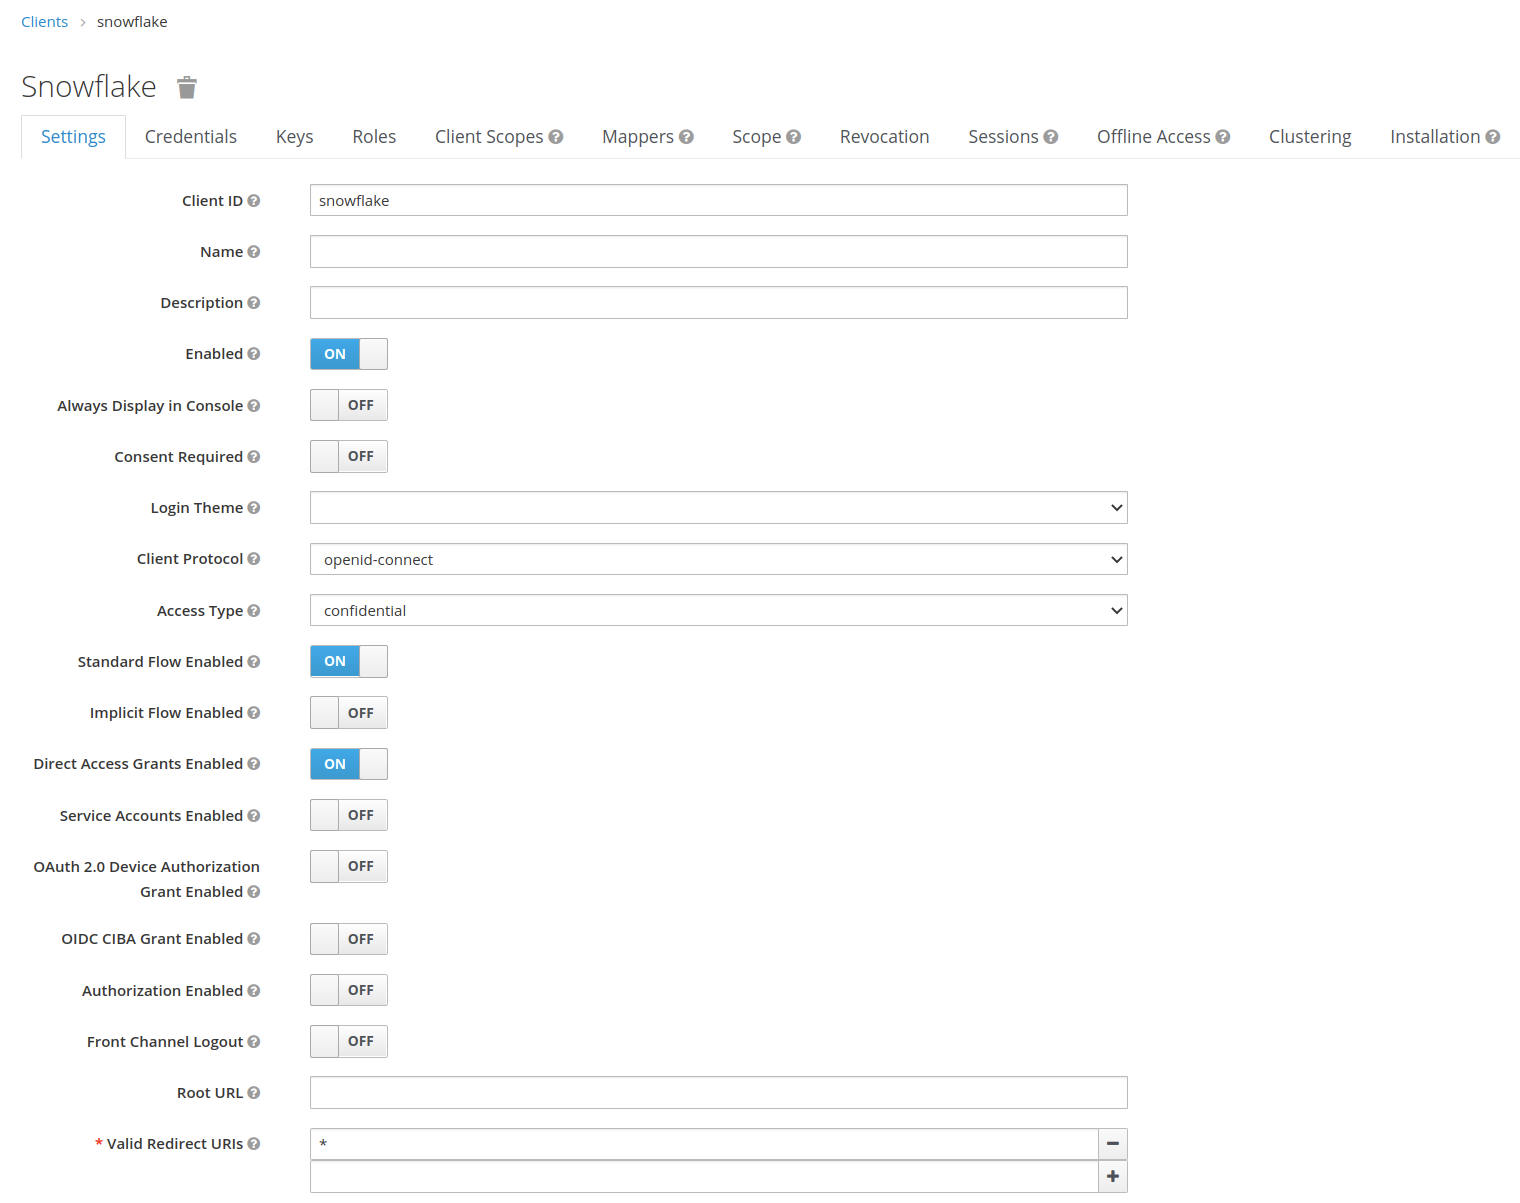 Clients › snowflake
Snowflake
Settings Credentials Keys Roles Client Scopes ? Mappers ? Scope ? Revocation Sessions ? Offline Access ? Clustering Installation ?
Client ID ? snowflake
Name ?
Description ?
Enabled ? ON
Always Display in Console ? OFF
Consent Required ? OFF
Login Theme ?
Client Protocol ? openid-connect
Access Type ? confidential
Standard Flow Enabled ? ON
Implicit Flow Enabled ? OFF
Direct Access Grants Enabled ? ON
Service Accounts Enabled ? OFF
OAuth 2.0 Device Authorization OFF
Grant Enabled ?
OIDC CIBA Grant Enabled ? OFF
Authorization Enabled ? OFF
Front Channel Logout ? OFF
Root URL ?
* Valid Redirect URIs ? *